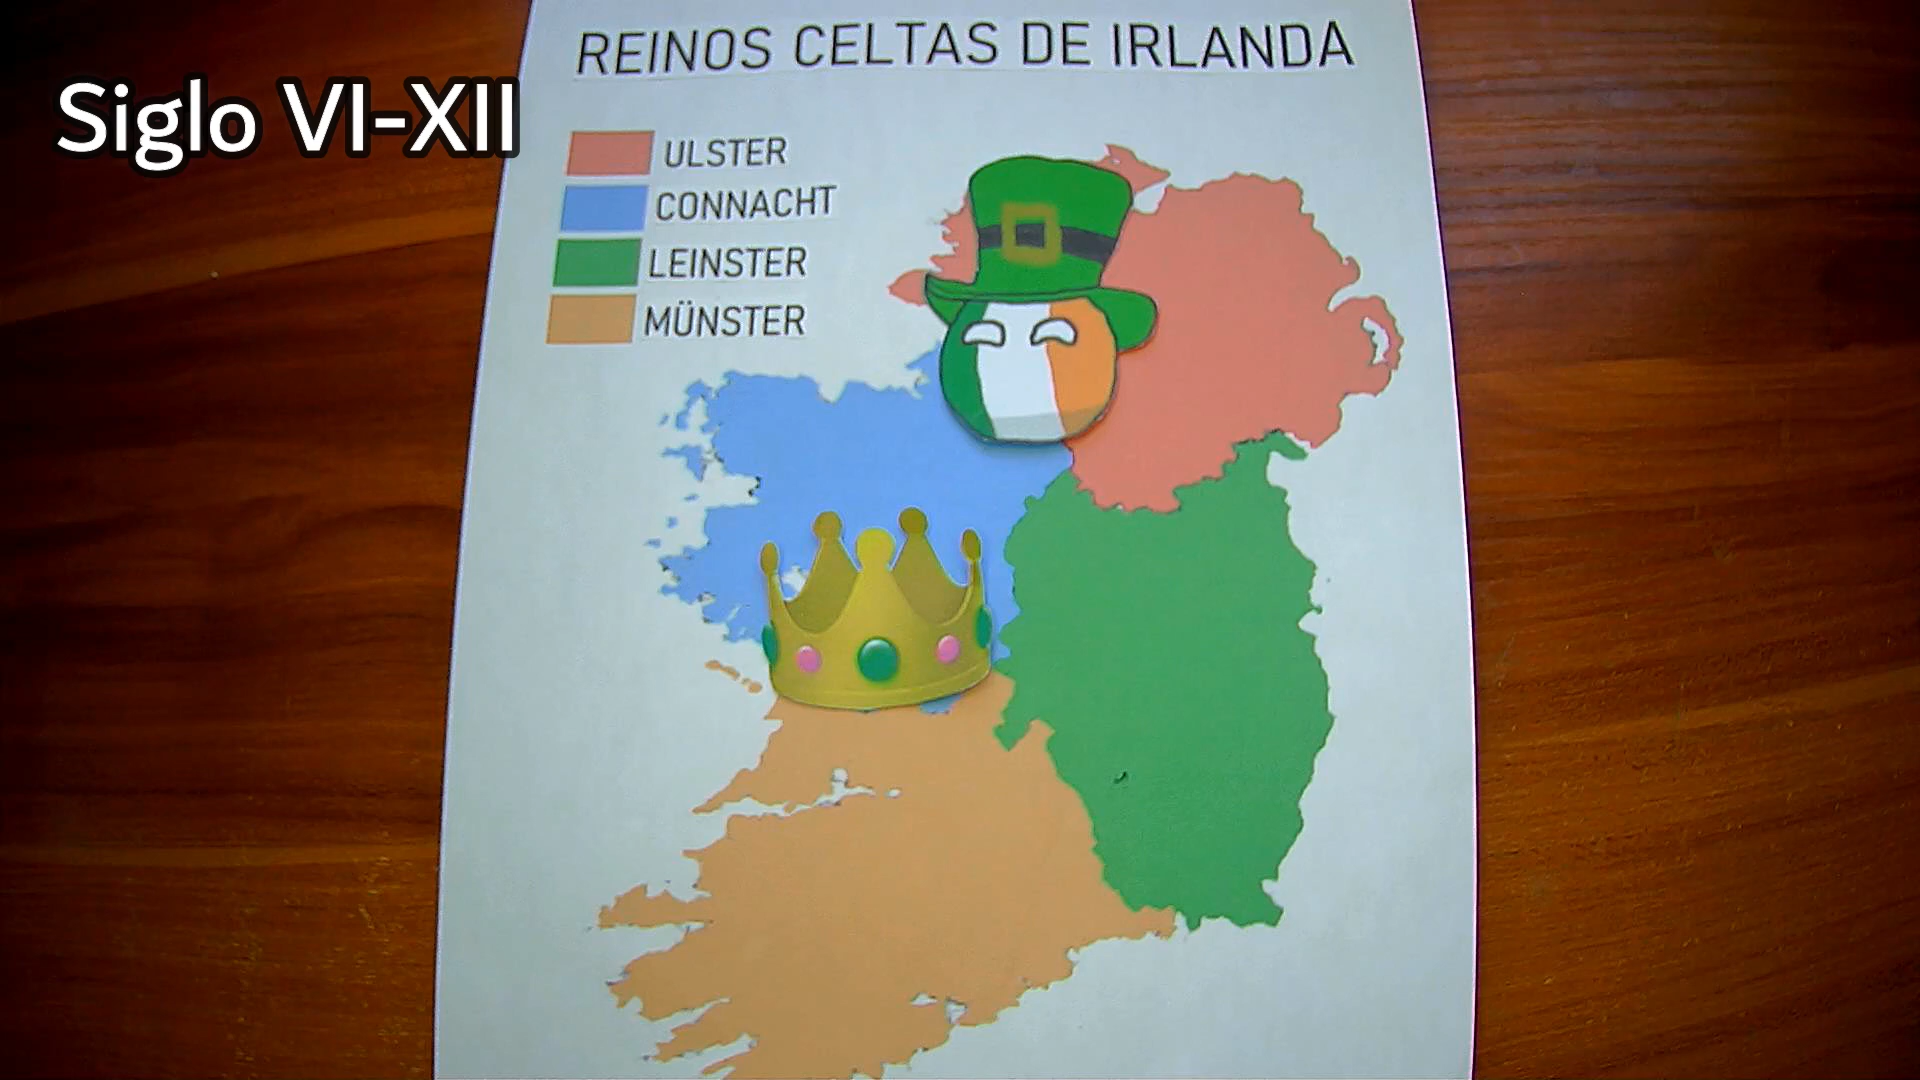 REINOS CELTAS DE IRLANDA
Siglo VI-XII
ULSTER
CONNACHT
LEINSTER
MÜNSTER